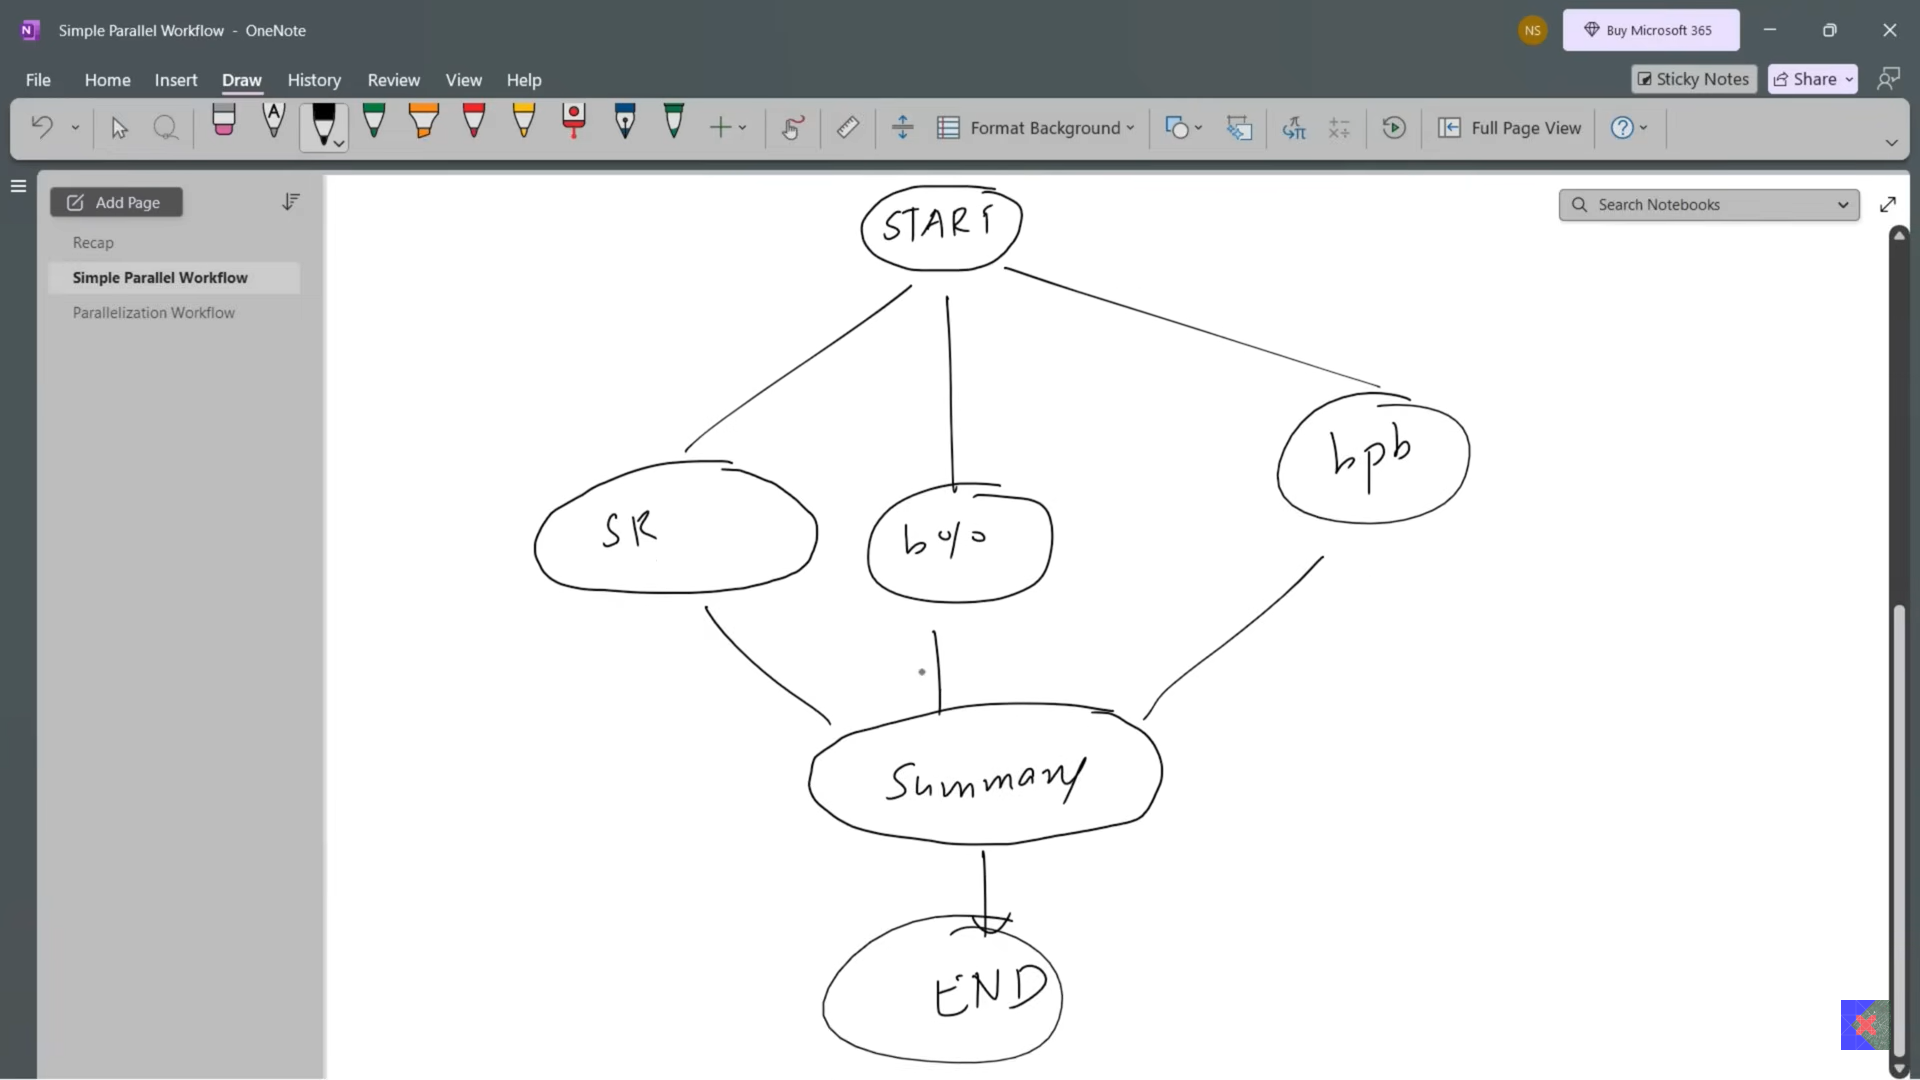 Simple Parallel Workflow - OneNote
NS
Buy Microsoft 365
File Home Insert Draw History Review View Help
Sticky Notes
Share
Format Background
Full Page View
Add Page
Search Notebooks
Recap
Simple Parallel Workflow
Parallelization Workflow
START
bpb
SR
b%
Summary
END